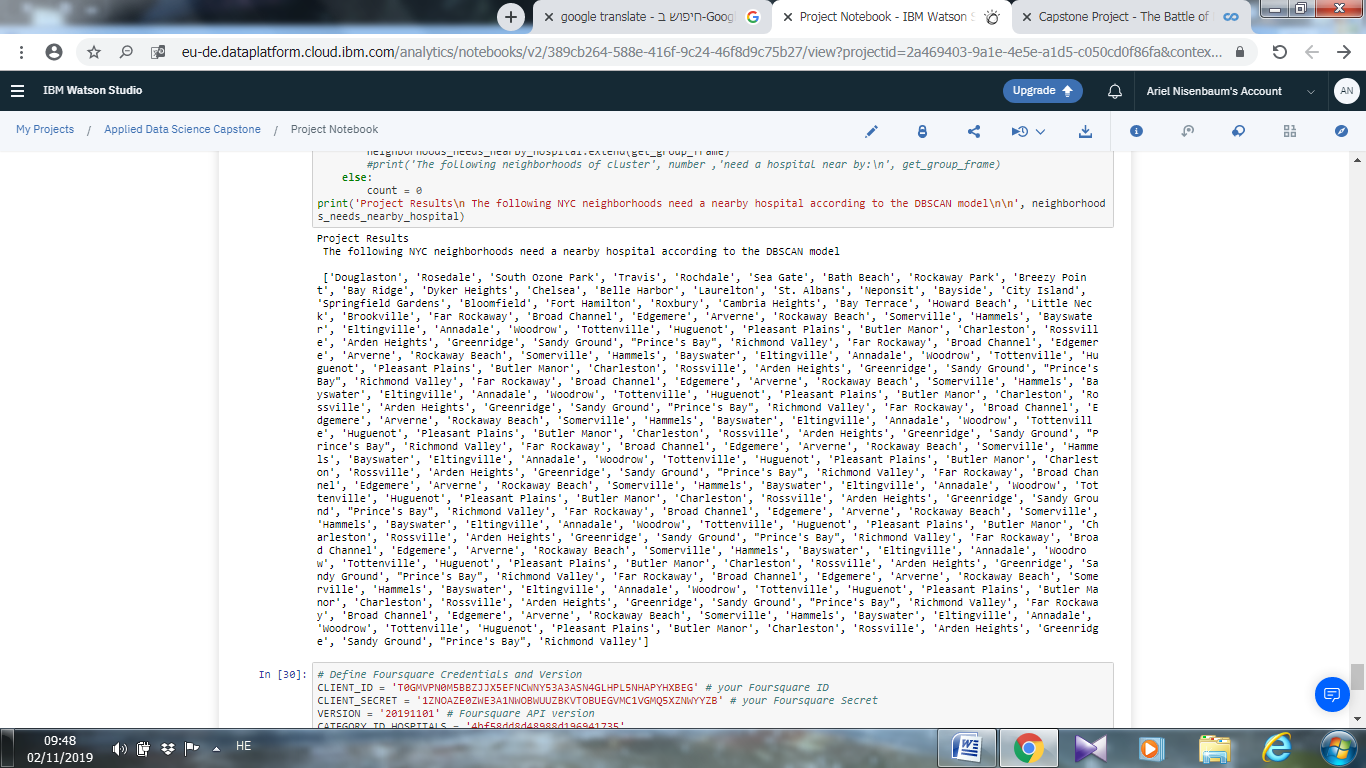 google translate - חיפוש ב-Goog
Project Notebook - IBM Watson S
Capstone Project - The Battle of
eu-de.dataplatform.cloud.ibm.com/analytics/notebooks/v2/389cb264-588e-416f-9c24-46f8d9c75b27/view?projectid=2a469403-9a1e-4e5e-a1d5-c050cd0f86fa&contex...
IBM Watson Studio
Upgrade
Ariel Nisenbaum's Account
AN
My Projects / Applied Data Science Capstone / Project Notebook
neighborhoods_needs_nearby_hospital.extend(get_group_frame)
#print('The following neighborhoods of cluster', number ,'need a hospital near by:\n', get_group_frame)
else:
count = 0
print('Project Results\n The following NYC neighborhoods need a nearby hospital according to the DBSCAN model\n\n', neighborhood
s_needs_nearby_hospital)
Project Results
The following NYC neighborhoods need a nearby hospital according to the DBSCAN model
['Douglaston', 'Rosedale', 'South Ozone Park', 'Travis', 'Rochdale', 'Sea Gate', 'Bath Beach', 'Rockaway Park', 'Breezy Poin
t', 'Bay Ridge', 'Dyker Heights', 'Chelsea', 'Belle Harbor', 'Laurelton', 'St. Albans', 'Neponsit', 'Bayside', 'City Island',
'Springfield Gardens', 'Bloomfield', 'Fort Hamilton', 'Roxbury', 'Cambria Heights', 'Bay Terrace', 'Howard Beach', 'Little Nec
k', 'Brookville', 'Far Rockaway', 'Broad Channel', 'Edgemere', 'Arverne', 'Rockaway Beach', 'Somerville', 'Hammels', 'Bayswate
r', 'Eltingville', 'Annadale', 'Woodrow', 'Tottenville', 'Huguenot', 'Pleasant Plains', 'Butler Manor', 'Charleston', 'Rossvill
e', 'Arden Heights', 'Greenridge', 'Sandy Ground', "Prince's Bay", 'Richmond Valley', 'Far Rockaway', 'Broad Channel', 'Edgemer
e', 'Arverne', 'Rockaway Beach', 'Somerville', 'Hammels', 'Bayswater', 'Eltingville', 'Annadale', 'Woodrow', 'Tottenville', 'Hu
guenot', 'Pleasant Plains', 'Butler Manor', 'Charleston', 'Rossville', 'Arden Heights', 'Greenridge', 'Sandy Ground', "Prince's
Bay", 'Richmond Valley', 'Far Rockaway', 'Broad Channel', 'Edgemere', 'Arverne', 'Rockaway Beach', 'Somerville', 'Hammels', 'Ba
yswater', 'Eltingville', 'Annadale', 'Woodrow', 'Tottenville', 'Huguenot', 'Pleasant Plains', 'Butler Manor', 'Charleston', 'Ro
ssville', 'Arden Heights', 'Greenridge', 'Sandy Ground', "Prince's Bay", 'Richmond Valley', 'Far Rockaway', 'Broad Channel', 'E
dgemere', 'Arverne', 'Rockaway Beach', 'Somerville', 'Hammels', 'Bayswater', 'Eltingville', 'Annadale', 'Woodrow', 'Tottenvill
e', 'Huguenot', 'Pleasant Plains', 'Butler Manor', 'Charleston', 'Rossville', 'Arden Heights', 'Greenridge', 'Sandy Ground', "P
rince's Bay", 'Richmond Valley', 'Far Rockaway', 'Broad Channel', 'Edgemere', 'Arverne', 'Rockaway Beach', 'Somerville', 'Hamme
ls', 'Bayswater', 'Eltingville', 'Annadale', 'Woodrow', 'Tottenville', 'Huguenot', 'Pleasant Plains', 'Butler Manor', 'Charlest
on', 'Rossville', 'Arden Heights', 'Greenridge', 'Sandy Ground', "Prince's Bay", 'Richmond Valley', 'Far Rockaway', 'Broad Chan
nel', 'Edgemere', 'Arverne', 'Rockaway Beach', 'Somerville', 'Hammels', 'Bayswater', 'Eltingville', 'Annadale', 'Woodrow', 'Tot
tenville', 'Huguenot', 'Pleasant Plains', 'Butler Manor', 'Charleston', 'Rossville', 'Arden Heights', 'Greenridge', 'Sandy Grou
nd', "Prince's Bay", 'Richmond Valley', 'Far Rockaway', 'Broad Channel', 'Edgemere', 'Arverne', 'Rockaway Beach', 'Somerville',
'Hammels', 'Bayswater', 'Eltingville', 'Annadale', 'Woodrow', 'Tottenville', 'Huguenot', 'Pleasant Plains', 'Butler Manor', 'Ch
arleston', 'Rossville', 'Arden Heights', 'Greenridge', 'Sandy Ground', "Prince's Bay", 'Richmond Valley', 'Far Rockaway', 'Broa
d Channel', 'Edgemere', 'Arverne', 'Rockaway Beach', 'Somerville', 'Hammels', 'Bayswater', 'Eltingville', 'Annadale', 'Woodro
w', 'Tottenville', 'Huguenot', 'Pleasant Plains', 'Butler Manor', 'Charleston', 'Rossville', 'Arden Heights', 'Greenridge', 'Sa
ndy Ground', "Prince's Bay", 'Richmond Valley', 'Far Rockaway', 'Broad Channel', 'Edgemere', 'Arverne', 'Rockaway Beach', 'Some
rville', 'Hammels', 'Bayswater', 'Eltingville', 'Annadale', 'Woodrow', 'Tottenville', 'Huguenot', 'Pleasant Plains', 'Butler Ma
nor', 'Charleston', 'Rossville', 'Arden Heights', 'Greenridge', 'Sandy Ground', "Prince's Bay", 'Richmond Valley', 'Far Rockawa
y', 'Broad Channel', 'Edgemere', 'Arverne', 'Rockaway Beach', 'Somerville', 'Hammels', 'Bayswater', 'Eltingville', 'Annadale',
'Woodrow', 'Tottenville', 'Huguenot', 'Pleasant Plains', 'Butler Manor', 'Charleston', 'Rossville', 'Arden Heights', 'Greenridg
e', 'Sandy Ground', "Prince's Bay", 'Richmond Valley']
In [30]:
# Define Foursquare Credentials and Version
CLIENT_ID = 'T0GMVPN0M5BBZJJX5EFNCWNY53A3ASN4GLHPL5NHAPYHXBEG' # your Foursquare ID
CLIENT_SECRET = '1ZNOAZE0ZWE3A1NWOBWUUZBKVTOBUEGVMC1VGMQ5XZNWYYZB' # your Foursquare Secret
VERSION = '20191101' # Foursquare API version
CATEGORY_ID_HOSPITALS = '4bf58dd8d48988d196941735'
09:48
02/11/2019
HE